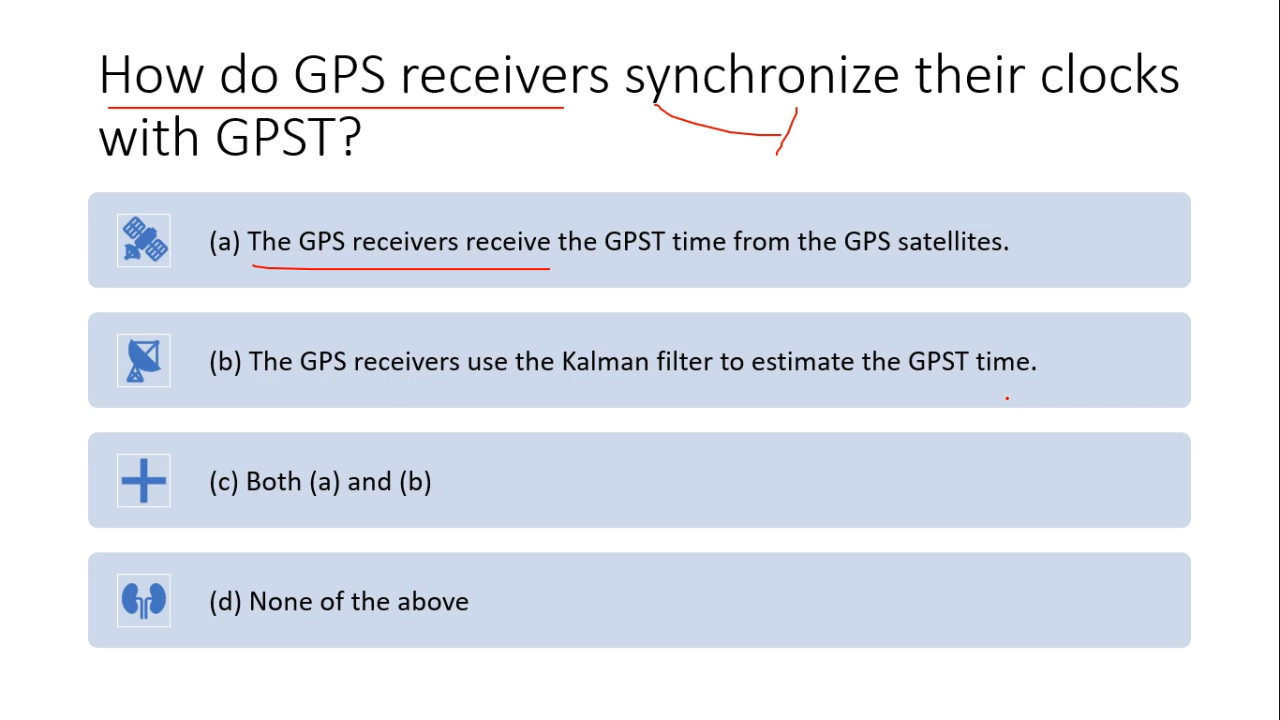 How do GPS receivers synchronize their clocks
with GPST?
(a) The GPS receivers receive the GPST time from the GPS satellites.
(b) The GPS receivers use the Kalman filter to estimate the GPST time.
(c) Both (a) and (b)
(d) None of the above